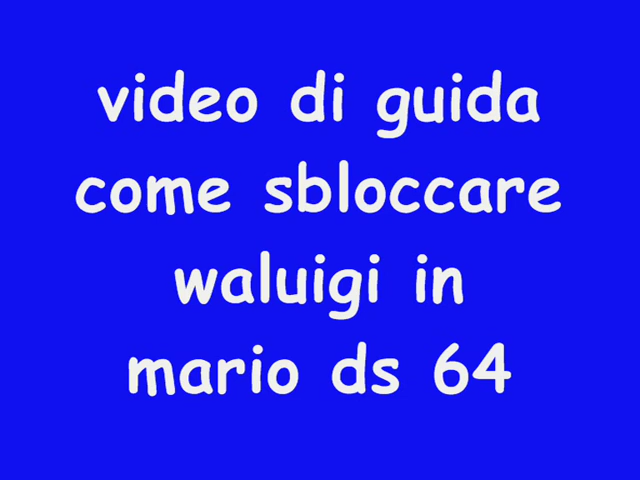 video di guida
come sbloccare
waluigi in
mario ds 64